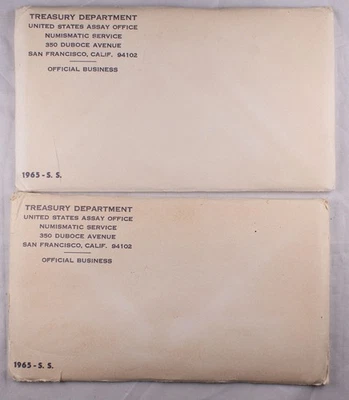 TREASURY DEPARTMENT
UNITED STATES ASSAY OFFICE
NUMISMATIC SERVICE
350 DUBOCE AVENUE
SAN FRANCISCO, CALIF. 94102
OFFICIAL BUSINESS
1965 - S. S.
TREASURY DEPARTMENT
UNITED STATES ASSAY OFFICE
NUMISMATIC SERVICE
350 DUBOCE AVENUE
SAN FRANCISCO, CALIF. 94102
OFFICIAL BUSINESS
1965 - S. S.